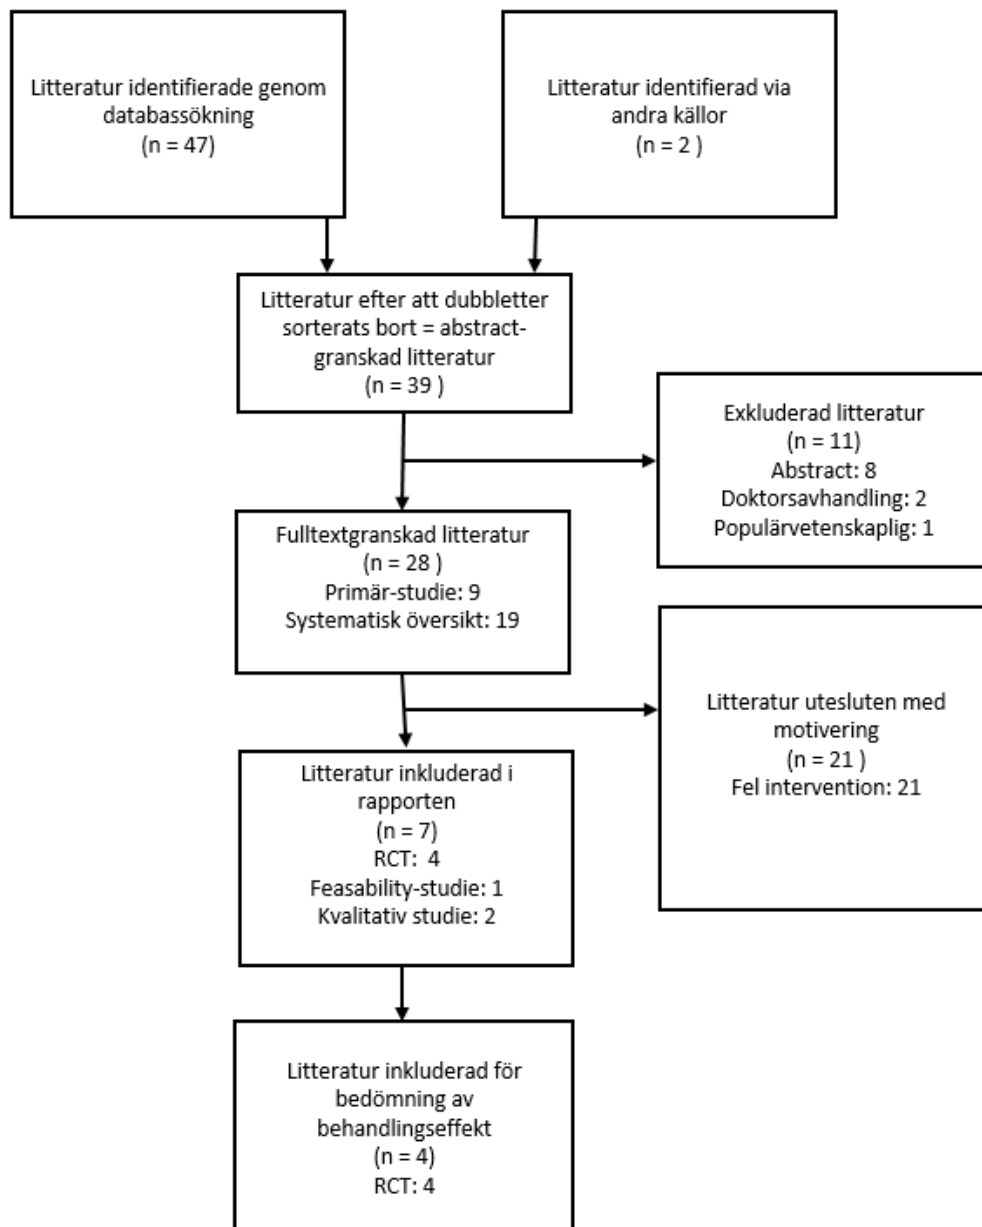 Litteratur identifierade genom
databassökning
(n = 47)
Litteratur identifierad via
andra källor
(n = 2 )
Litteratur efter att dubbletter
sorterats bort = abstract-
granskad litteratur
(n = 39 )
Exkluderad litteratur
(n = 11)
Abstract: 8
Doktorsavhandling: 2
Populärvetenskaplig: 1
Fulltextgranskad litteratur
(n = 28 )
Primär-studie: 9
Systematisk översikt: 19
Litteratur utesluten med
motivering
(n = 21 )
Fel intervention: 21
Litteratur inkluderad i
rapporten
(n = 7)
RCT:  4
Feasability-studie: 1
Kvalitativ studie: 2
Litteratur inkluderad för
bedömning av
behandlingseffekt
(n = 4)
RCT: 4